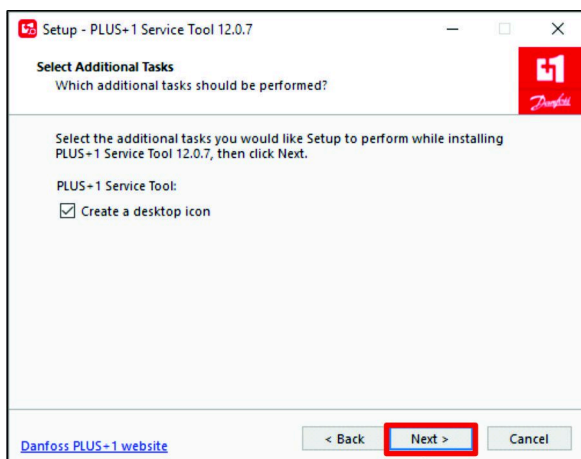 Setup - PLUS+1 Service Tool 12.0.7
Select Additional Tasks
Which additional tasks should be performed?
+1
Danfoss
Select the additional tasks you would like Setup to perform while installing
PLUS+1 Service Tool 12.0.7, then click Next.
PLUS+1 Service Tool:
Create a desktop icon
Danfoss PLUS+1 website
< Back
Next >
Cancel